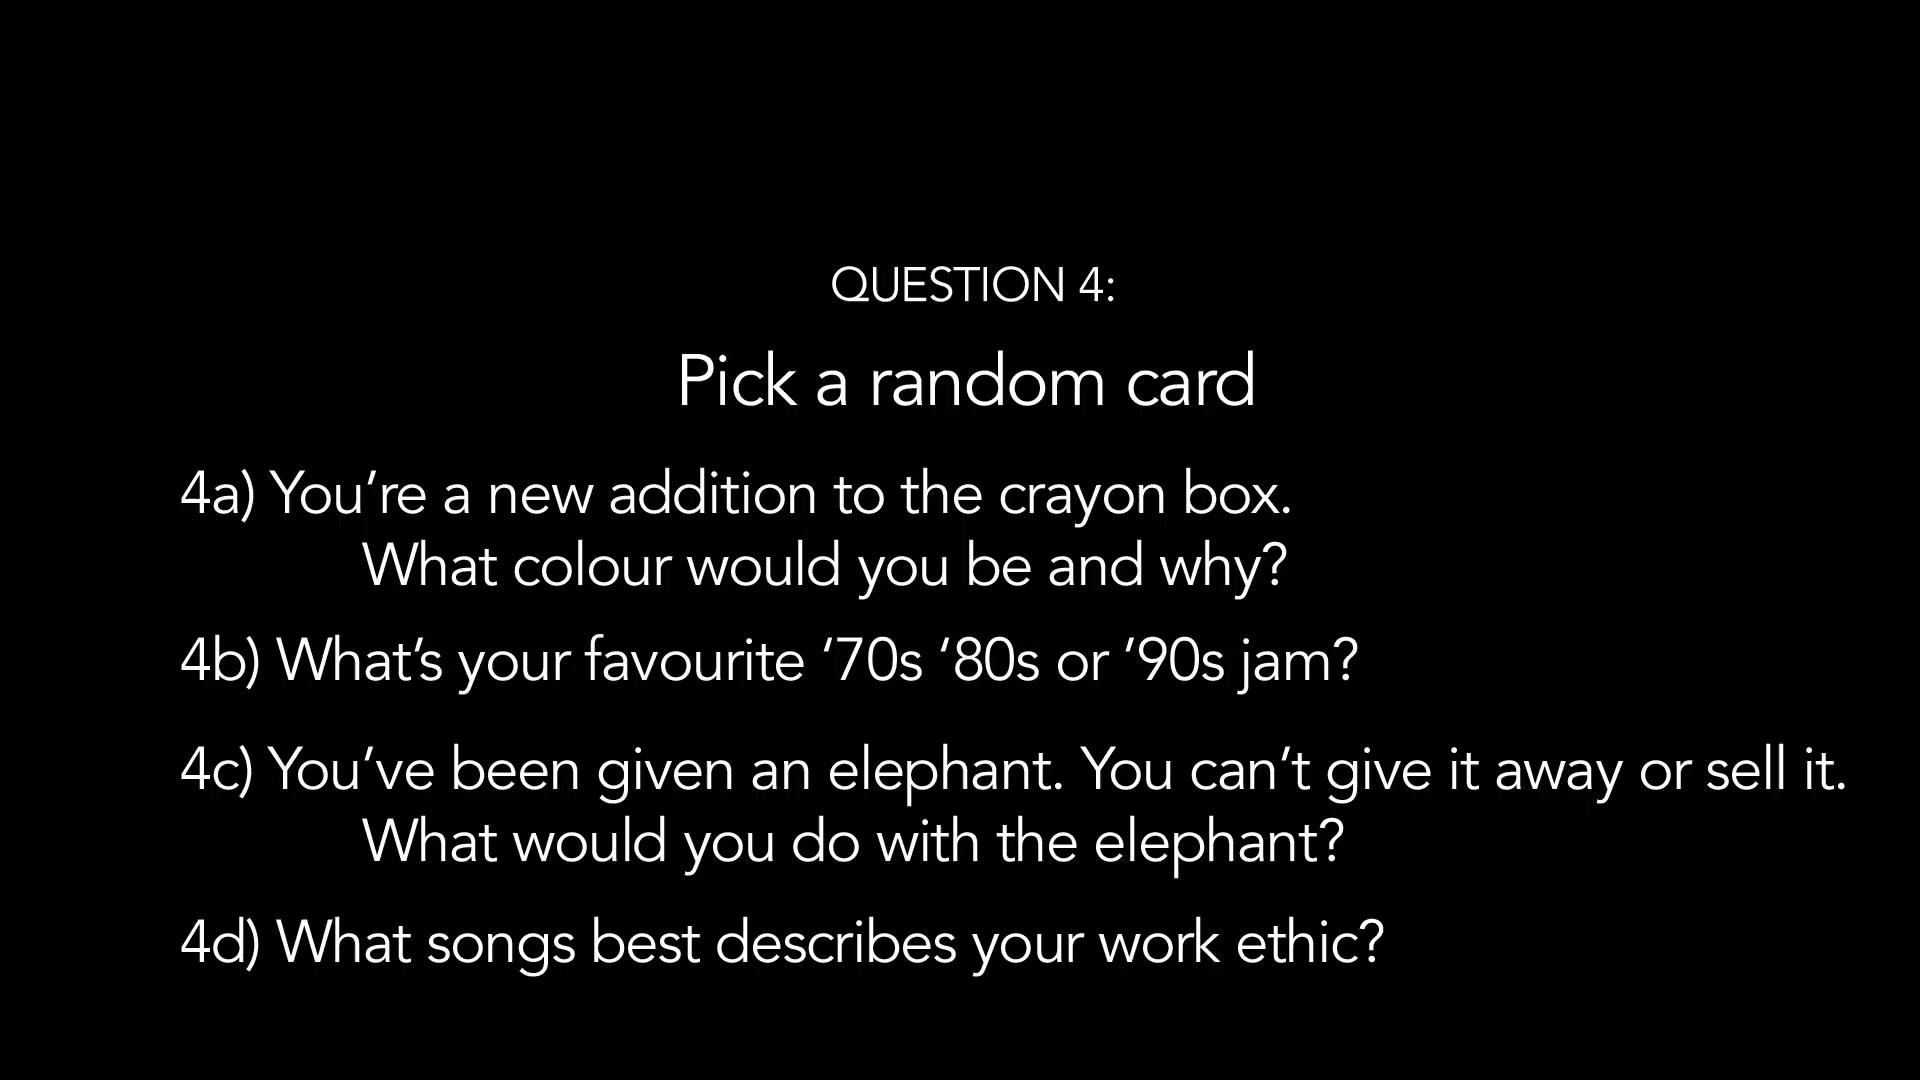 QUESTION 4:
Pick a random card
4a) You‘re a new addition to the crayon box.
What colour would you be and why?
4b) What‘s your favourite ‘70s ‘80s or ‘90s jam?
4c) You‘ve been given an elephant. You can‘t give it away or sell it.
What would you do with the elephant?
4d) What songs best describes your work ethic?